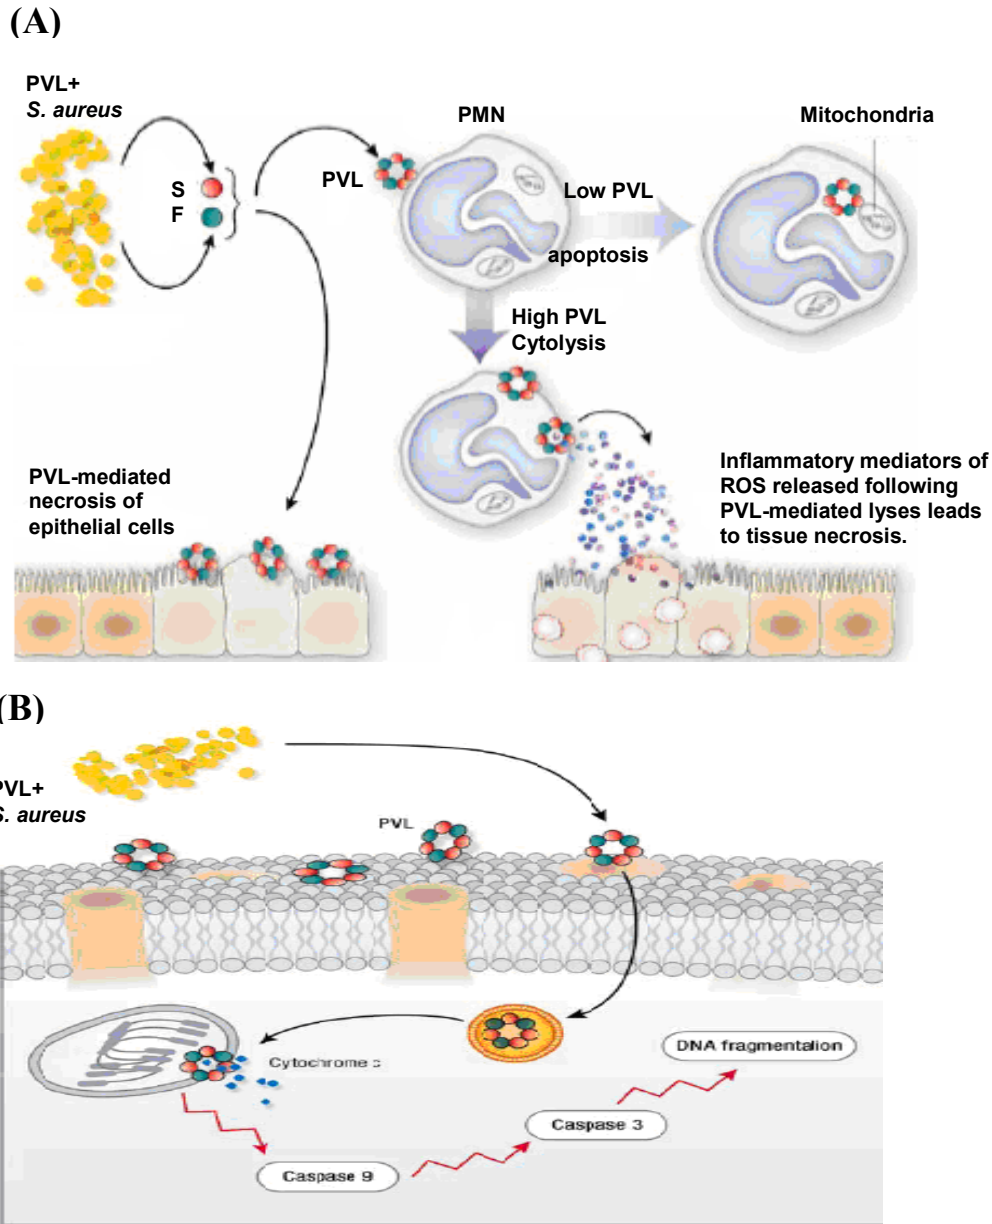 (A)
PVL+
S. aureus
S
F
PVL
PMN
Mitochondria
Low PVL
apoptosis
High PVL
Cytolysis
PVL-mediated
necrosis of
epithelial cells
Inflammatory mediators of
ROS released following
PVL-mediated lyses leads
to tissue necrosis.
(B)
PVL+
S. aureus
PVL
Cytochrome c
DNA fragmentation
Caspase 3
Caspase 9